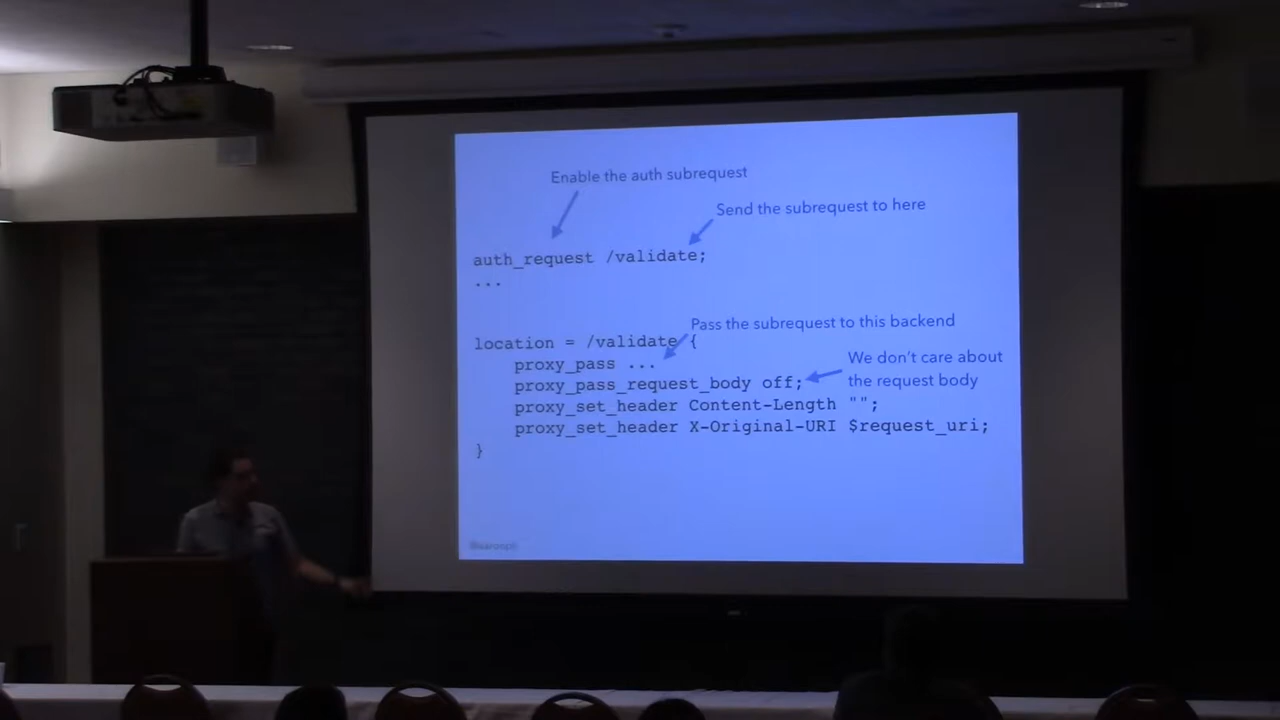 Enable the auth subrequest
Send the subrequest to here
auth_request /validate;
...
Pass the subrequest to this backend
location = /validate {
proxy_pass ...
We don't care about
the request body
proxy_pass_request_body off;
proxy_set_header Content-Length "";
proxy_set_header X-Original-URI $request_uri;
}